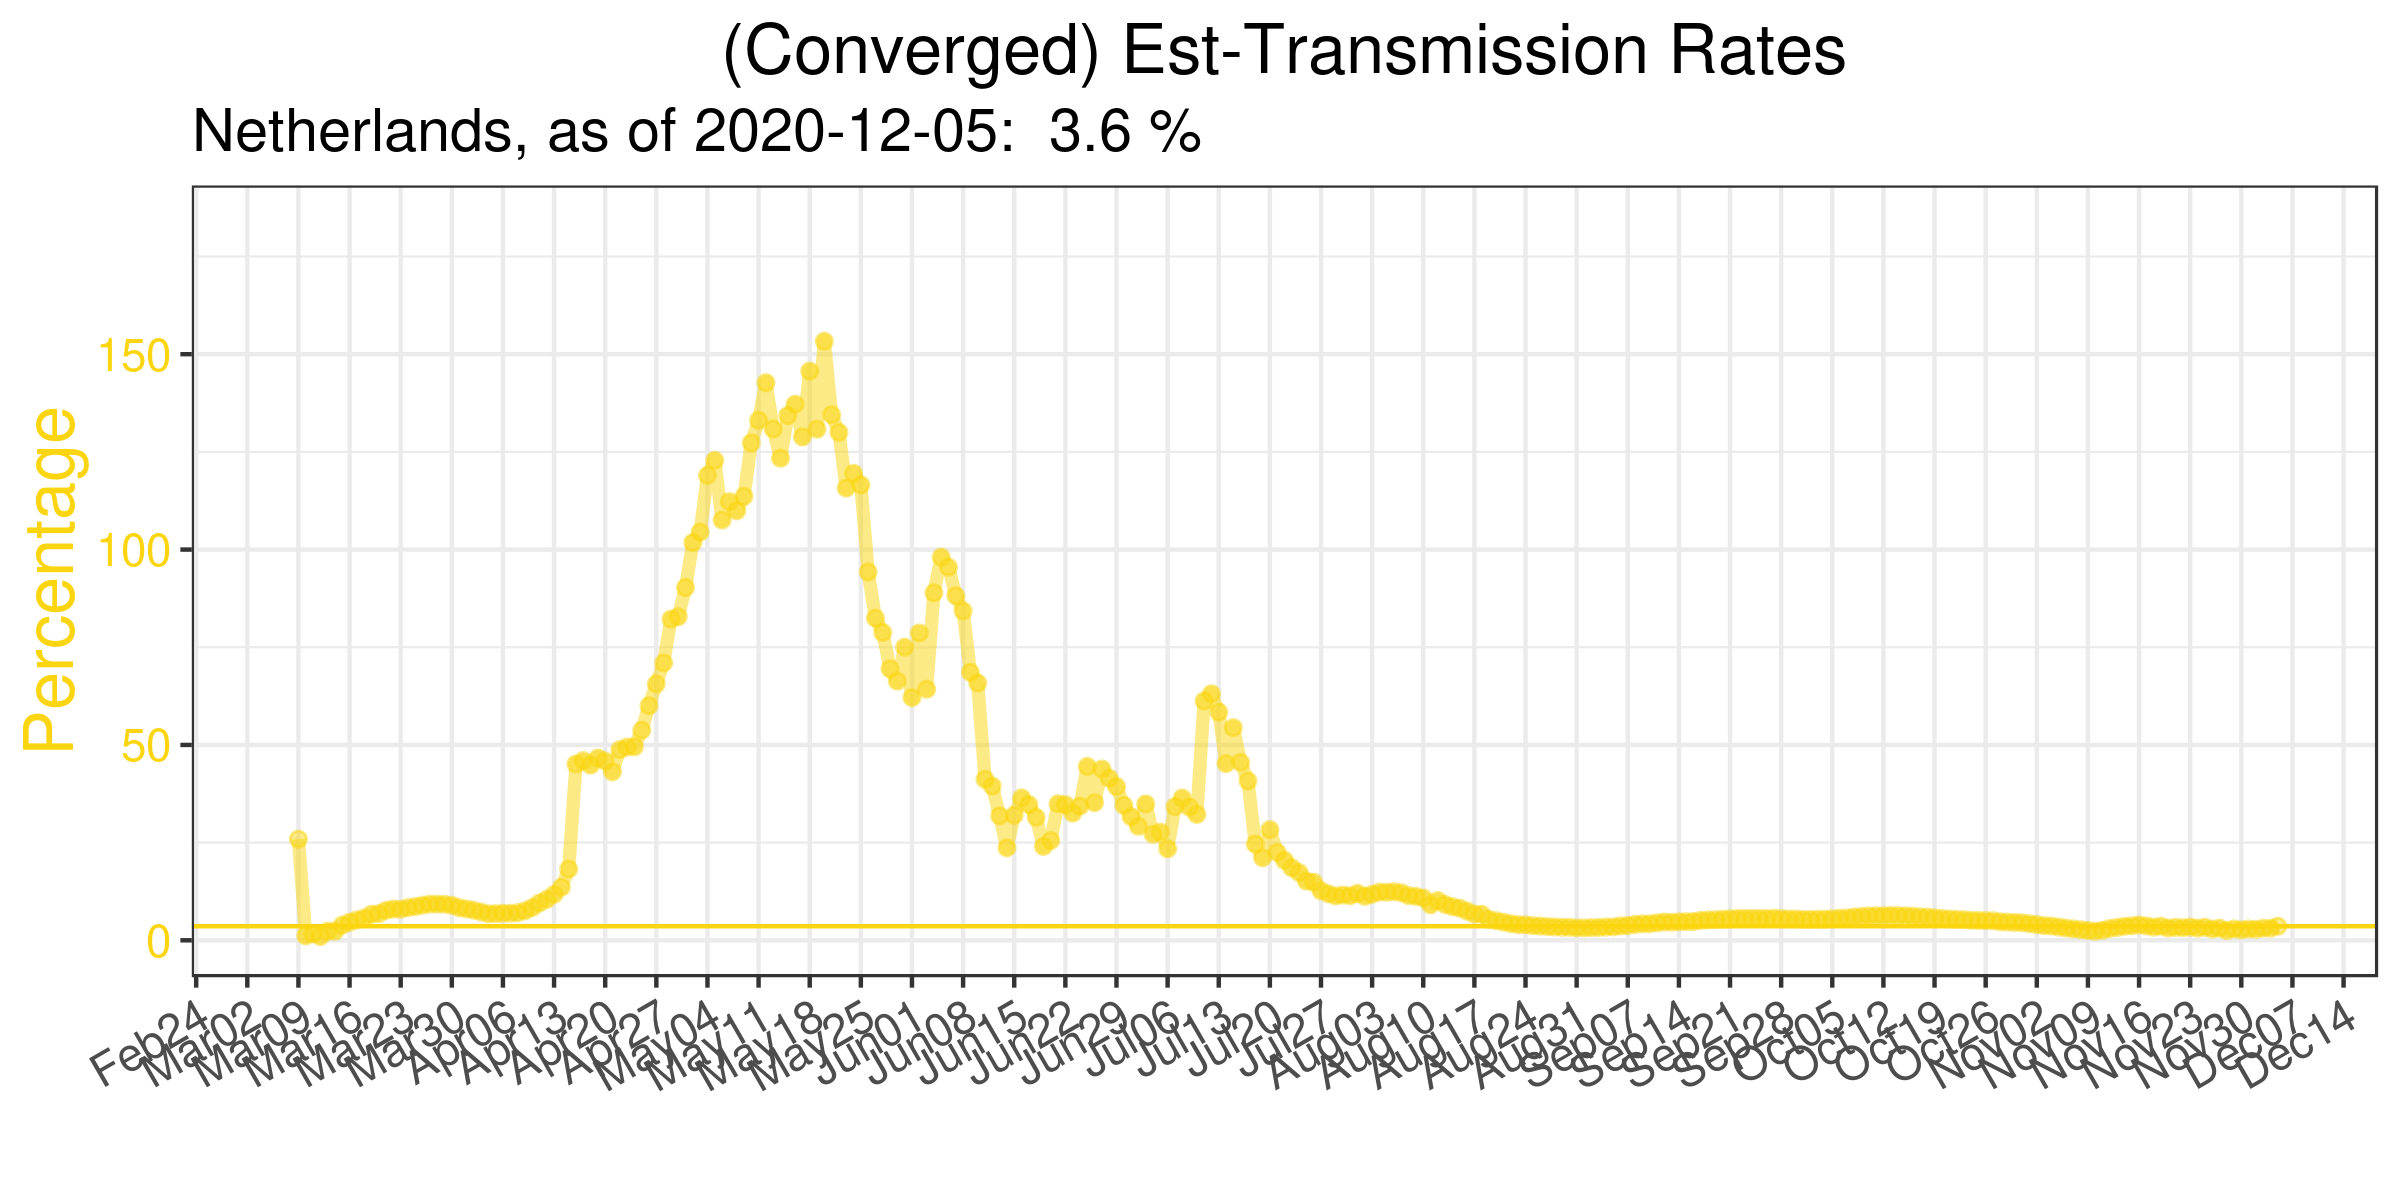 (Converged) Est-Transmission Rates
Netherlands, as of 2020-12-05:  3.6 %
Percentage
150
100
50
0
Feb24
Mar02
Mar09
Mar16
Mar23
Mar30
Apr06
Apr13
Apr20
Apr27
May04
May11
May18
May25
Jun01
Jun08
Jun15
Jun22
Jun29
Jul06
Jul13
Jul20
Jul27
Aug03
Aug10
Aug17
Aug24
Aug31
Sep07
Sep14
Sep21
Sep28
Oct05
Oct12
Oct19
Oct26
Nov02
Nov09
Nov16
Nov23
Nov30
Dec07
Dec14